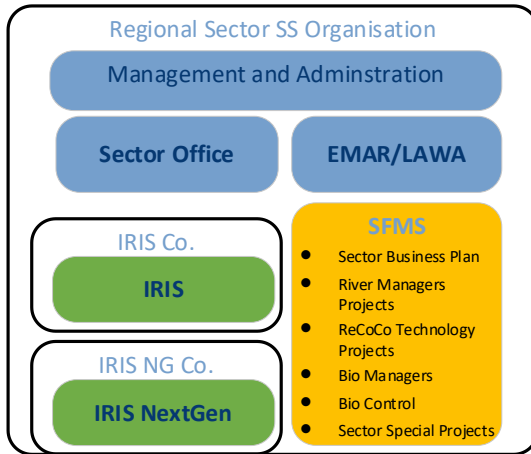 Regional Sector SS Organisation
Management and Adminstration
Sector Office
EMAR/LAWA
IRIS Co.
IRIS
IRIS NG Co.
IRIS NextGen
SFMS
• Sector Business Plan
• River Managers
Projects
• ReCoCo Technology
Projects
• Bio Managers
• Bio Control
• Sector Special Projects